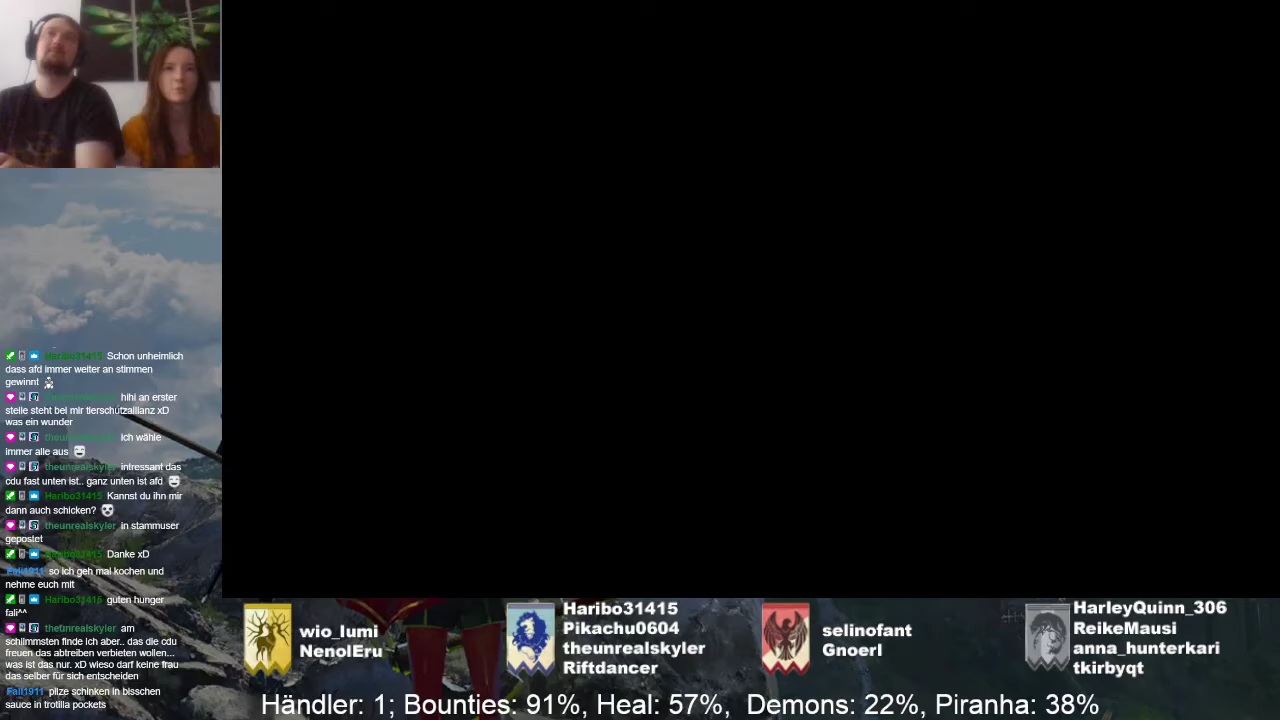 Haribo31415 Schon unheimlich
dass afd immer weiter an stimmen
gewinnt
theunrealskyler hihi an erster
stelle steht bei mir tierschutzallianz xD
was ein wunder
theunrealskyler ich wähle
immer alle aus
theunrealskyler intressant das
cdu fast unten ist.. ganz unten ist afd
Haribo31415 Kannst du ihn mir
dann auch schicken?
theunrealskyler in stammuser
gepostet
Haribo31415 Danke xD
Fali1911 so ich geh mal kochen und
nehme euch mit
Haribo31415 guten hunger
fali^^
theunrealskyler am
schlimmsten finde ich aber.. das die cdu
freuen das abtreiben verbieten wollen...
was ist das nur. xD wieso darf keine frau
das selber für sich entscheiden
Fali1911 pilze schinken in bisschen
sauce in trotilla pockets
wio_lumi
NenolEru
Haribo31415
Pikachu0604
theunrealskyler
Riftdancer
selinofant
Gnoerl
HarleyQuinn_306
ReikeMausi
anna_hunterkari
tkirbyqt
Händler: 1; Bounties: 91%, Heal: 57%, Demons: 22%, Piranha: 38%